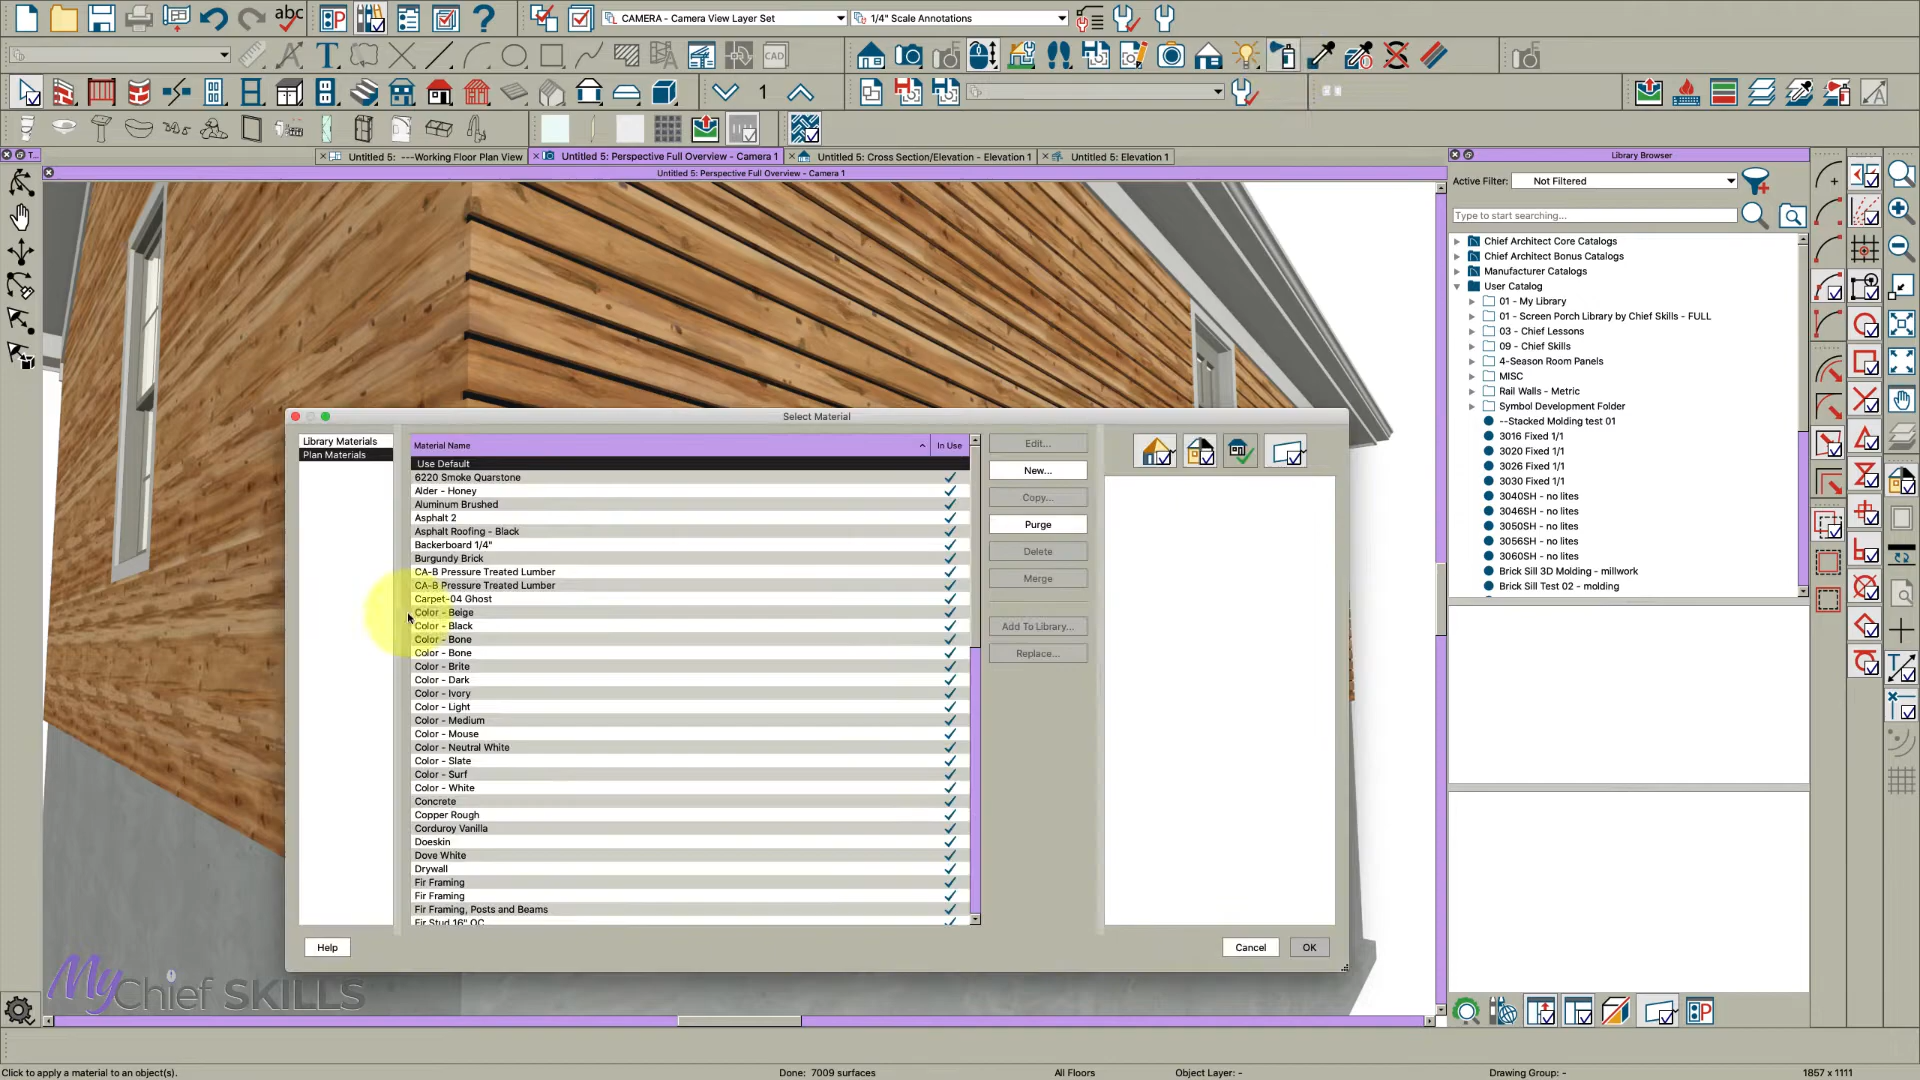 abc
CAMERA - Camera View Layer Set
1/4" Scale Annotations
T
CAD
1
T...
Untitled 5: ---Working Floor Plan View
Untitled 5: Perspective Full Overview - Camera 1
Untitled 5: Cross Section/Elevation - Elevation 1
Untitled 5: Elevation 1
Untitled 5: Perspective Full Overview - Camera 1
Library Browser
Active Filter:
Not Filtered
Type to start searching...
Chief Architect Core Catalogs
Chief Architect Bonus Catalogs
Manufacturer Catalogs
User Catalog
01 - My Library
01 - Screen Porch Library by Chief Skills - FULL
03 - Chief Lessons
09 - Chief Skills
4-Season Room Panels
MISC
Rail Walls - Metric
Symbol Development Folder
--Stacked Molding test 01
3016 Fixed 1/1
3020 Fixed 1/1
3026 Fixed 1/1
3030 Fixed 1/1
3040SH - no lites
3046SH - no lites
3050SH - no lites
3056SH - no lites
3060SH - no lites
Brick Sill 3D Molding - millwork
Brick Sill Test 02 - molding
Select Material
Library Materials
Plan Materials
Material Name
In Use
Use Default
6220 Smoke Quarstone
Alder - Honey
Aluminum Brushed
Asphalt 2
Asphalt Roofing - Black
Backerboard 1/4"
Burgundy Brick
CA-B Pressure Treated Lumber
CA-B Pressure Treated Lumber
Carpet-04 Ghost
Color - Beige
Color - Black
Color - Bone
Color - Bone
Color - Brite
Color - Dark
Color - Ivory
Color - Light
Color - Medium
Color - Mouse
Color - Neutral White
Color - Slate
Color - Surf
Color - White
Concrete
Copper Rough
Corduroy Vanilla
Doeskin
Dove White
Drywall
Fir Framing
Fir Framing
Fir Framing, Posts and Beams
Fir Stud 16" OC
Edit...
New...
Copy...
Purge
Delete
Merge
Add To Library...
Replace...
Help
Cancel
OK
MyChief SKILLS
Click to apply a material to an object(s).
Done: 7009 surfaces
All Floors
Object Layer: -
Drawing Group: -
1857 x 1111